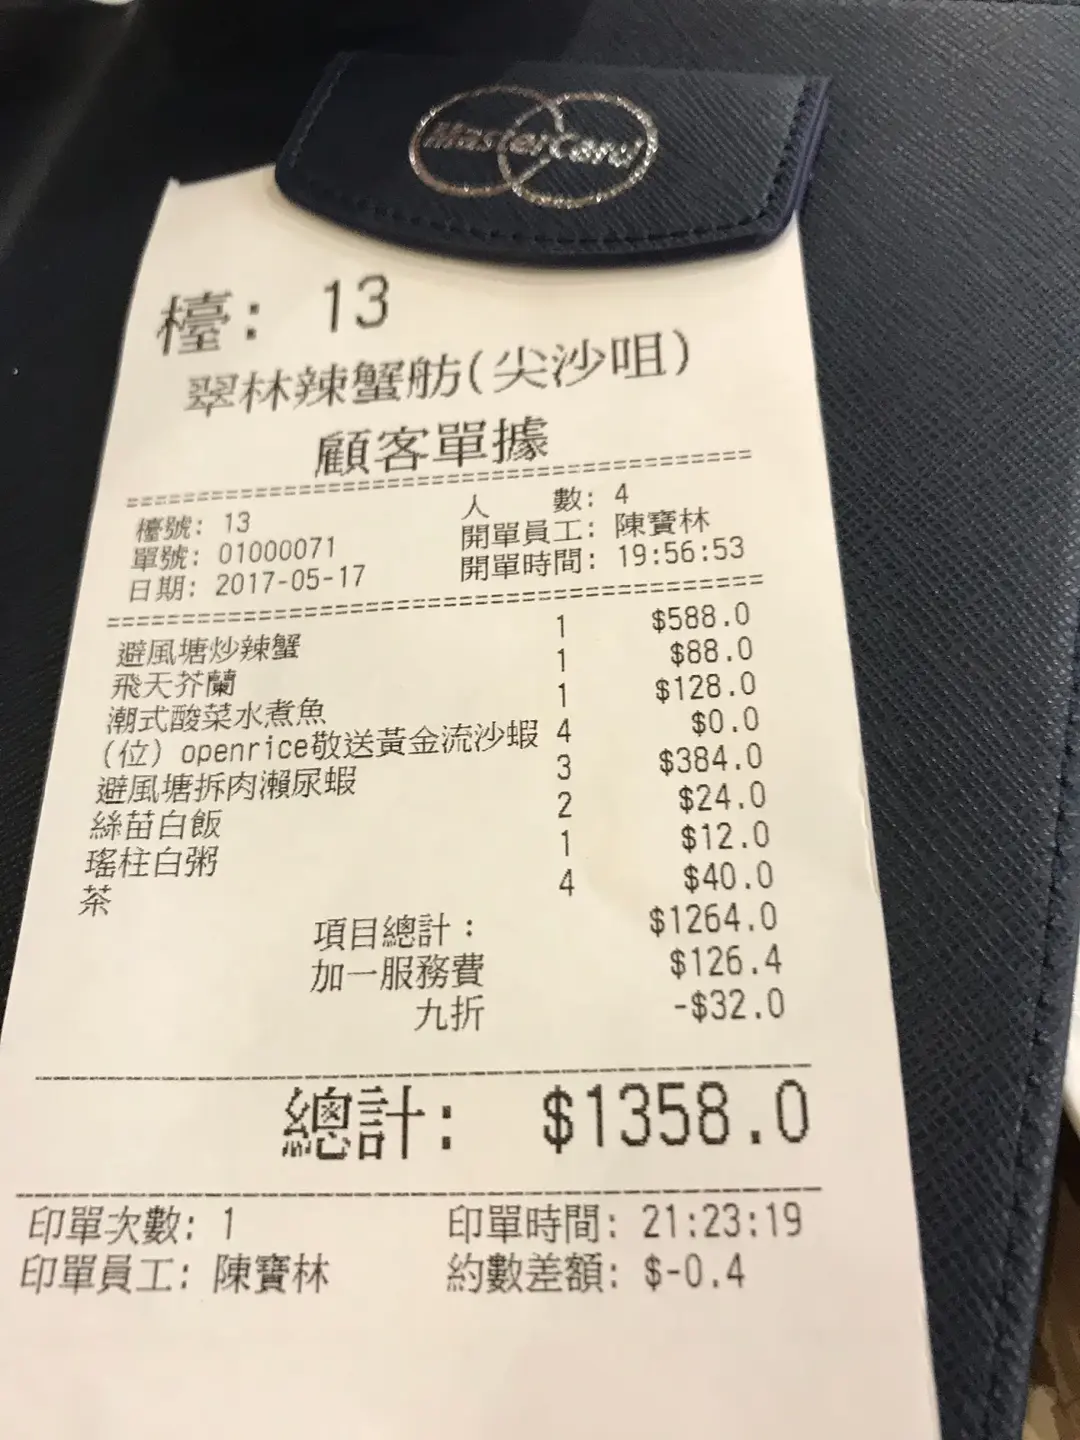 MasterCard
檯: 13
翠林辣蟹舫(尖沙咀)
顧客單據
檯號: 13 人 數: 4
單號: 01000071 開單員工: 陳寶林
日期: 2017-05-17 開單時間: 19:56:53
避風塘炒辣蟹 1 $588.0
飛天芥蘭 1 $88.0
潮式酸菜水煮魚 1 $128.0
(位) openrice敬送黃金流沙蝦 4 $0.0
避風塘拆肉瀨尿蝦 3 $384.0
絲苗白飯 2 $24.0
瑤柱白粥 1 $12.0
茶 4 $40.0
項目總計: $1264.0
加一服務費 $126.4
九折 -$32.0
總計: $1358.0
印單次數: 1 印單時間: 21:23:19
印單員工: 陳寶林 約數差額: $-0.4